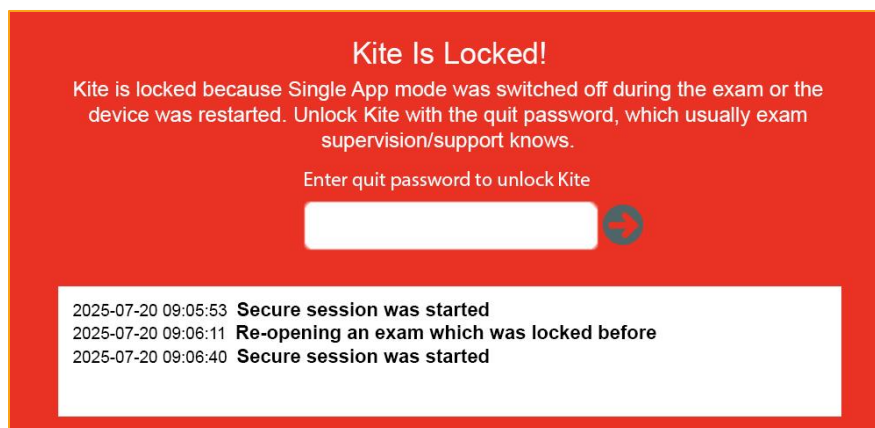 Kite Is Locked!
Kite is locked because Single App mode was switched off during the exam or the
device was restarted. Unlock Kite with the quit password, which usually exam
supervision/support knows.
Enter quit password to unlock Kite
2025-07-20 09:05:53 Secure session was started
2025-07-20 09:06:11 Re-opening an exam which was locked before
2025-07-20 09:06:40 Secure session was started